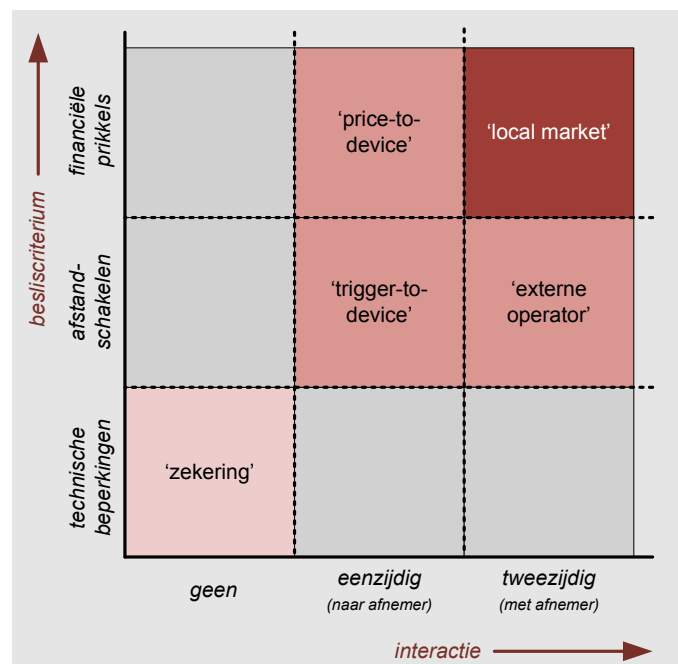 besliscriterium
financiële
prikkels
‘price-to-
device’
‘local market’
afstand-
schakelen
‘trigger-to-
device’
‘externe
operator’
technische
beperkingen
‘zekering’
geen
eenzijdig
(naar afnemer)
tweezijdig
(met afnemer)
interactie